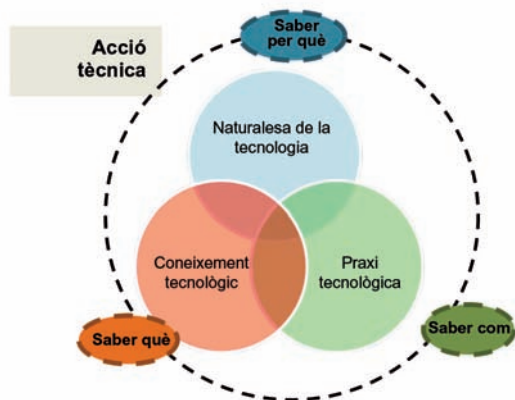 Acció
tècnica
Saber
per què
Naturalesa de la
tecnologia
Coneixement
tecnològic
Praxi
tecnològica
Saber què
Saber com